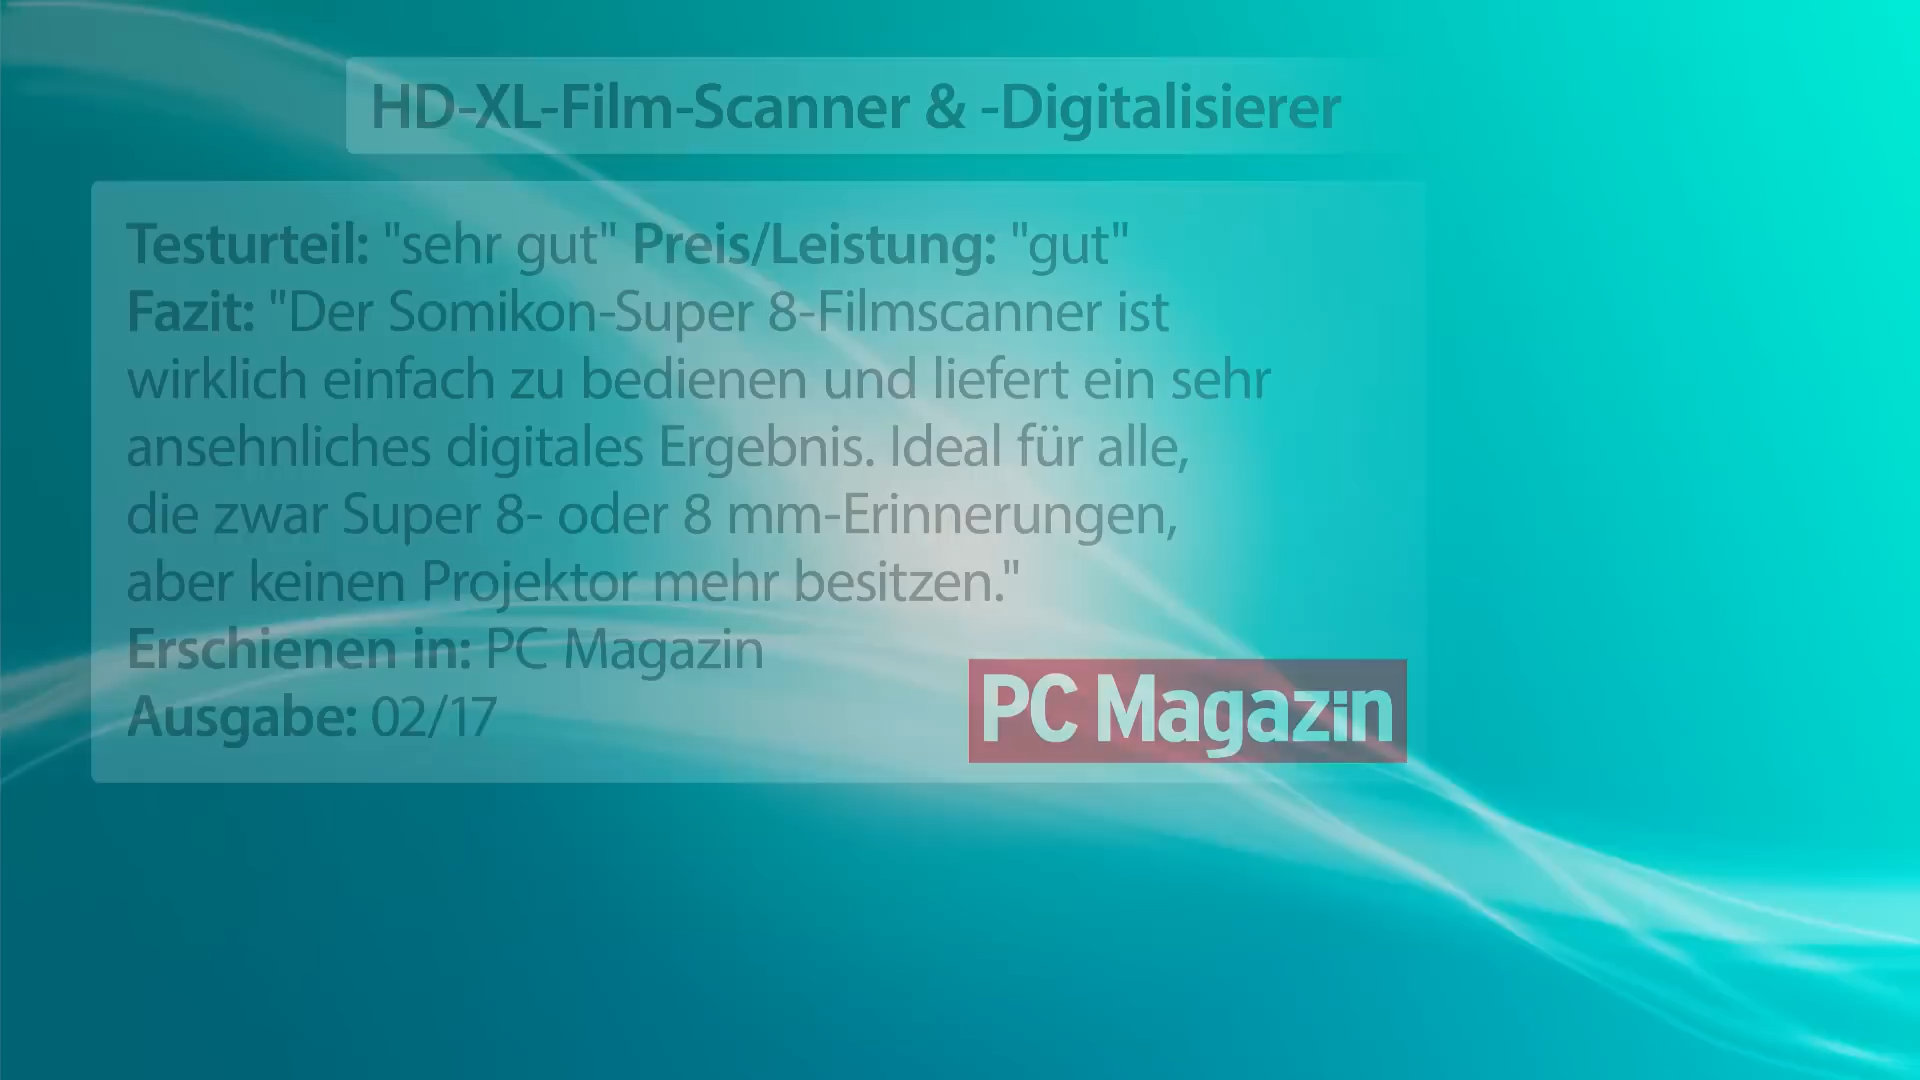 HD-XL-Film-Scanner & -Digitalisierer
Testurteil: "sehr gut" Preis/Leistung: "gut"
Fazit: "Der Somikon-Super 8-Filmscanner ist
wirklich einfach zu bedienen und liefert ein sehr
ansehnliches digitales Ergebnis. Ideal für alle,
die zwar Super 8- oder 8 mm-Erinnerungen,
aber keinen Projektor mehr besitzen."
Erschienen in: PC Magazin
Ausgabe: 02/17
PC Magazin